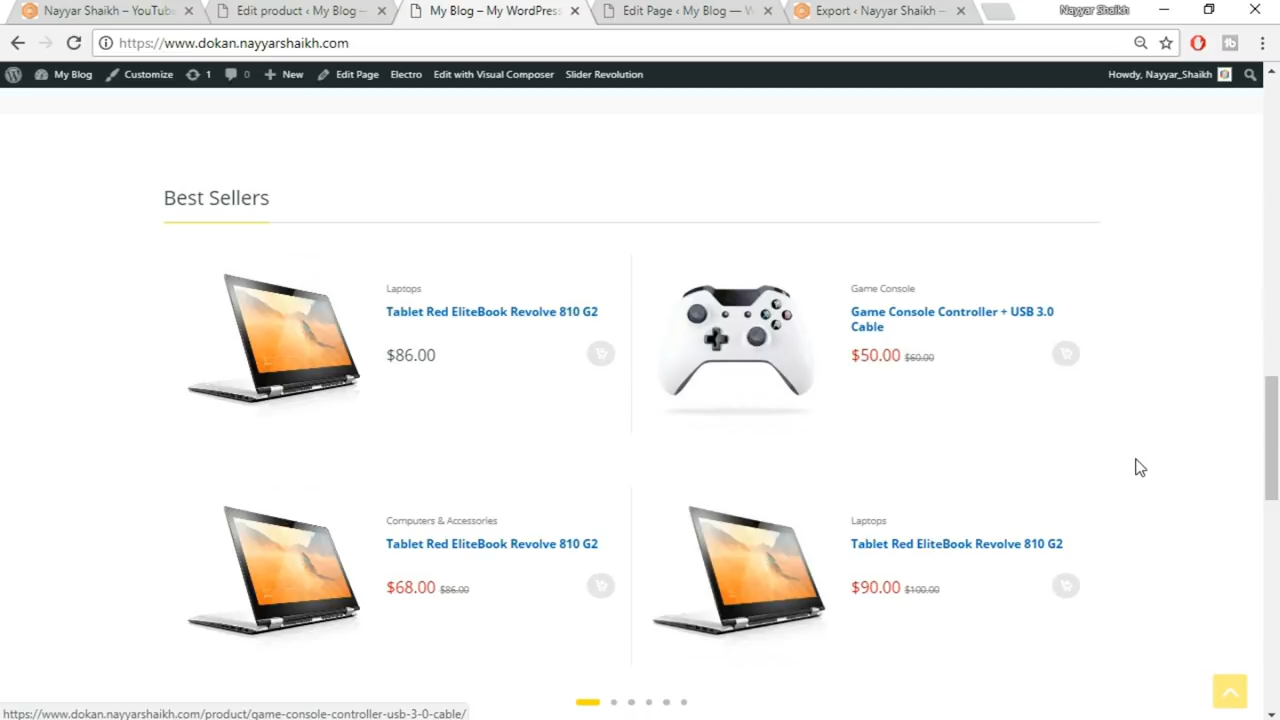 Nayyar Shaikh – YouTube
Edit product ‹ My Blog –
My Blog – My WordPress
Edit Page ‹ My Blog — W
Export ‹ Nayyar Shaikh –
Nayyar Shaikh
https://www.dokan.nayyarshaikh.com
My Blog
Customize
1
0
New
Edit Page
Electro
Edit with Visual Composer
Slider Revolution
Howdy, Nayyar_Shaikh
Best Sellers
Laptops
Tablet Red EliteBook Revolve 810 G2
$86.00
Game Console
Game Console Controller + USB 3.0
Cable
$50.00 $60.00
Computers & Accessories
Tablet Red EliteBook Revolve 810 G2
$68.00 $86.00
Laptops
Tablet Red EliteBook Revolve 810 G2
$90.00 $100.00
https://www.dokan.nayyarshaikh.com/product/game-console-controller-usb-3-0-cable/